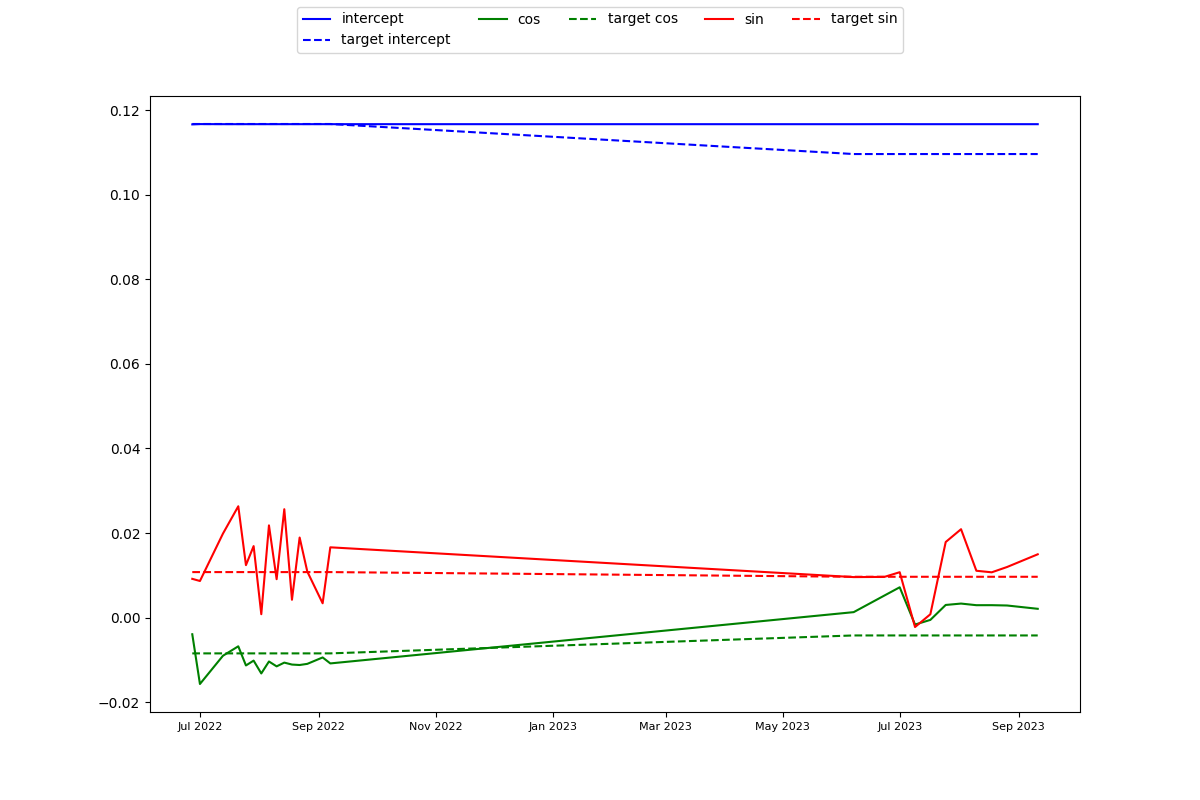 intercept cos target cos sin target sin
target intercept
0.12
0.10
0.08
0.06
0.04
0.02
0.00
−0.02
Jul 2022 Sep 2022 Nov 2022 Jan 2023 Mar 2023 May 2023 Jul 2023 Sep 2023